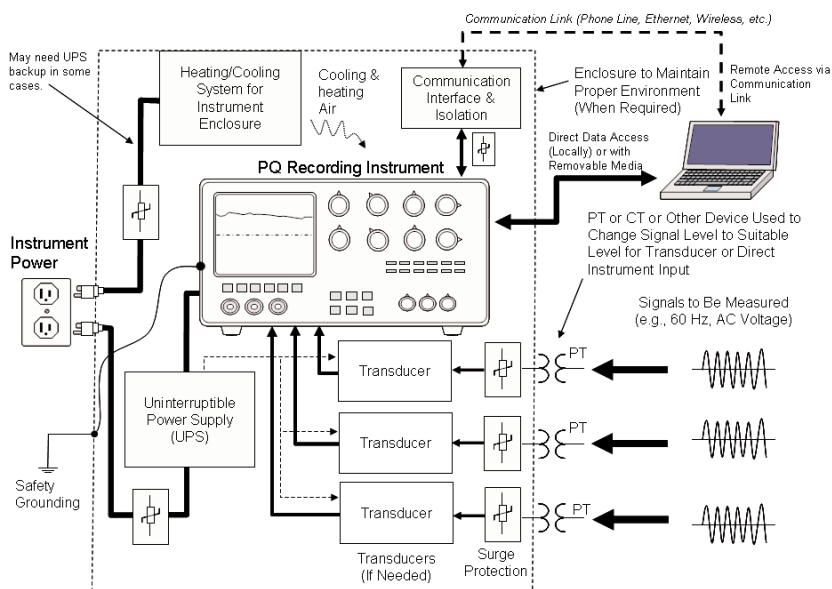 Communication Link (Phone Line, Ethernet, Wireless, etc.)
May need UPS
backup in some
cases.
Heating/Cooling
System for
Instrument
Enclosure
Cooling &
heating
Air
Communication
Interface &
Isolation
Enclosure to Maintain
Proper Environment
(When Required)
Remote Access via
Communication
Link
Direct Data Access
(Locally) or with
Removable Media
PQ Recording Instrument
PT or CT or Other Device Used to
Change Signal Level to Suitable
Level for Transducer or Direct
Instrument Input
Instrument
Power
Signals to Be Measured
(e.g., 60 Hz, AC Voltage)
Transducer
PT
Uninterruptible
Power Supply
(UPS)
Transducer
PT
Safety
Grounding
Transducer
PT
Transducers
(If Needed)
Surge
Protection